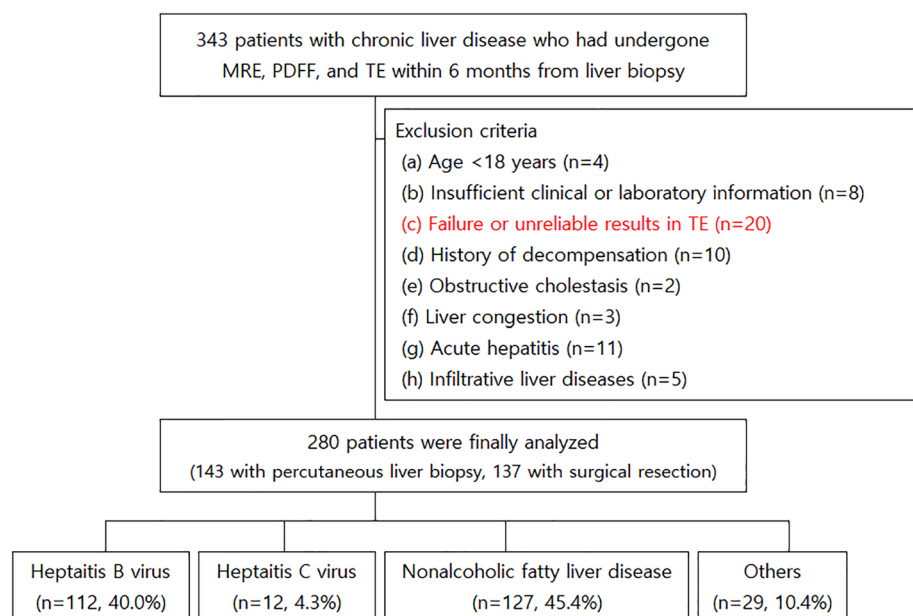 343 patients with chronic liver disease who had undergone
MRE, PDFF, and TE within 6 months from liver biopsy
Exclusion criteria
(a) Age <18 years (n=4)
(b) Insufficient clinical or laboratory information (n=8)
(c) Failure or unreliable results in TE (n=20)
(d) History of decompensation (n=10)
(e) Obstructive cholestasis (n=2)
(f) Liver congestion (n=3)
(g) Acute hepatitis (n=11)
(h) Infiltrative liver diseases (n=5)
280 patients were finally analyzed
(143 with percutaneous liver biopsy, 137 with surgical resection)
Heptaitis B virus
(n=112, 40.0%)
Heptaitis C virus
(n=12, 4.3%)
Nonalcoholic fatty liver disease
(n=127, 45.4%)
Others
(n=29, 10.4%)